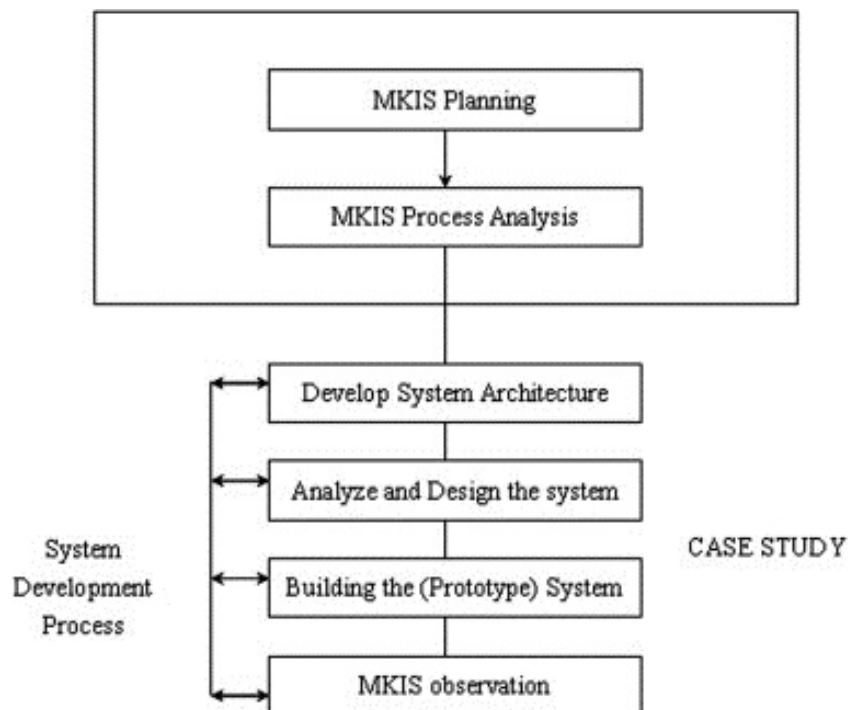 MKIS Planning
MKIS Process Analysis
Develop System Architecture
Analyze and Design the system
Building the (Prototype) System
MKIS observation
System
Development
Process
CASE STUDY